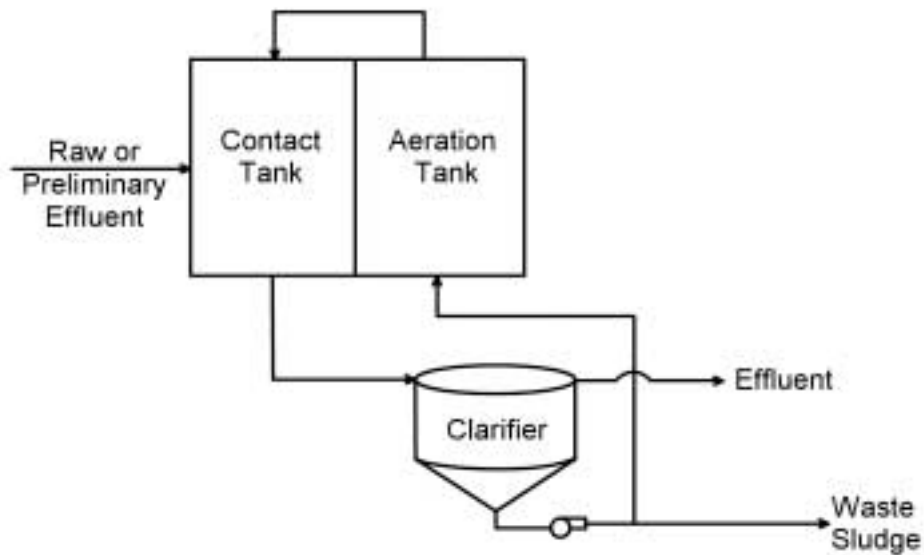 Contact
Tank
Aeration
Tank
Raw or
Preliminary
Effluent
Effluent
Clarifier
Waste
Sludge